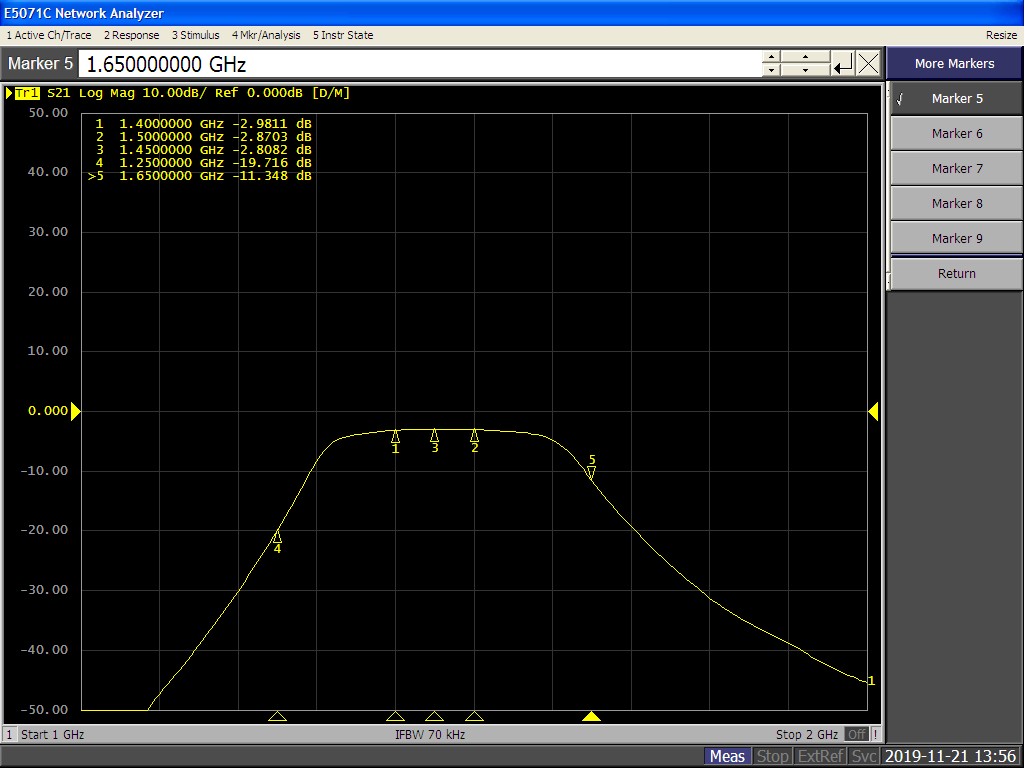 E5071C Network Analyzer
1 Active Ch/Trace 2 Response 3 Stimulus 4 Mkr/Analysis 5 Instr State Resize
Marker 5 1.650000000 GHz
More Markers
Tr1 S21 Log Mag 10.00dB/ Ref 0.000dB [D/M]
1 1.4000000 GHz -2.9811 dB
2 1.5000000 GHz -2.8703 dB
3 1.4500000 GHz -2.8082 dB
4 1.2500000 GHz -19.716 dB
>5 1.6500000 GHz -11.348 dB
50.00
40.00
30.00
20.00
10.00
0.000
-10.00
-20.00
-30.00
-40.00
-50.00
1
3
2
5
4
1
√ Marker 5
Marker 6
Marker 7
Marker 8
Marker 9
Return
1 Start 1 GHz IFBW 70 kHz Stop 2 GHz Off !
Meas Stop ExtRef Svc 2019-11-21 13:56